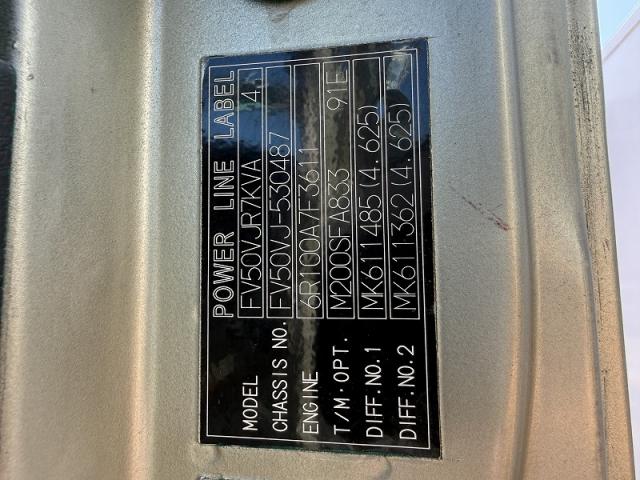 POWER LINE LABEL
MODEL FV50VJR7KVA 4,
CHASSIS NO. FV50VJ-530487
ENGINE 6R10OA7F3611
T/M·OPT. M200SFA833 91E
DIFF.NO.1 MK611485(4.625)
DIFF.NO.2 MK611362(4.625)